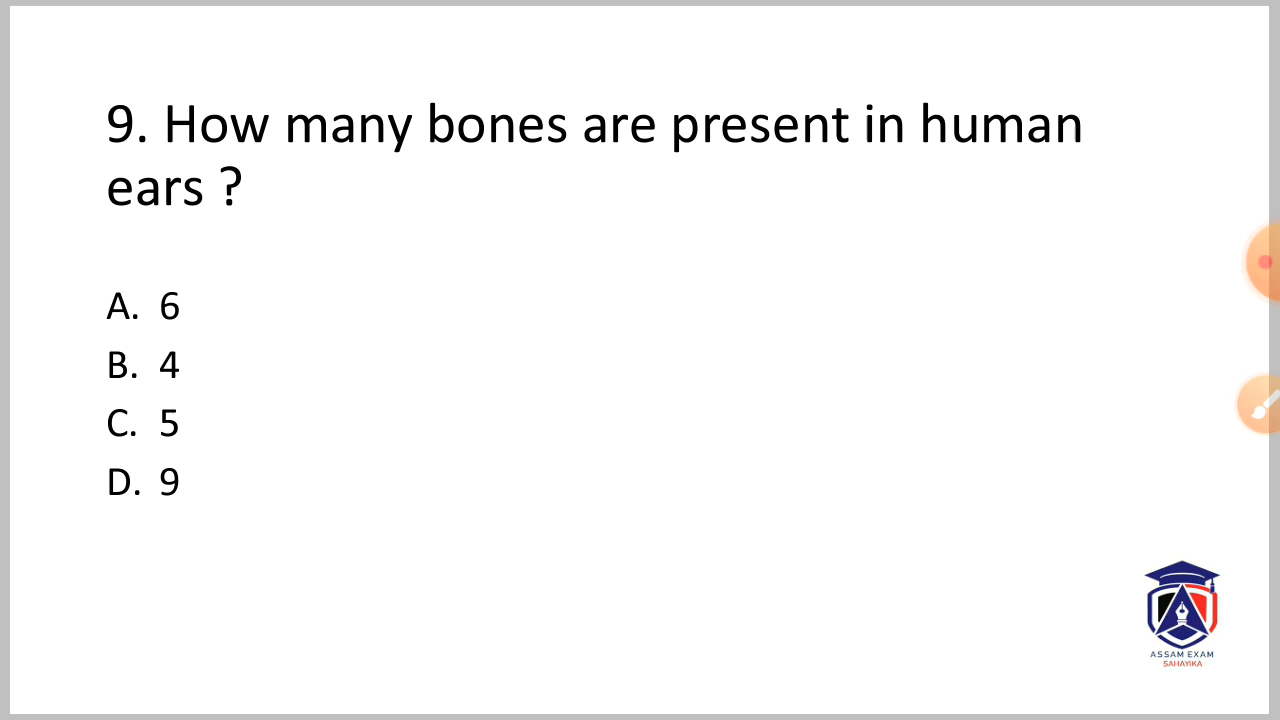 9. How many bones are present in human
ears ?
A. 6
B. 4
C. 5
D. 9
ASSAM EXAM
SAHAYIKA